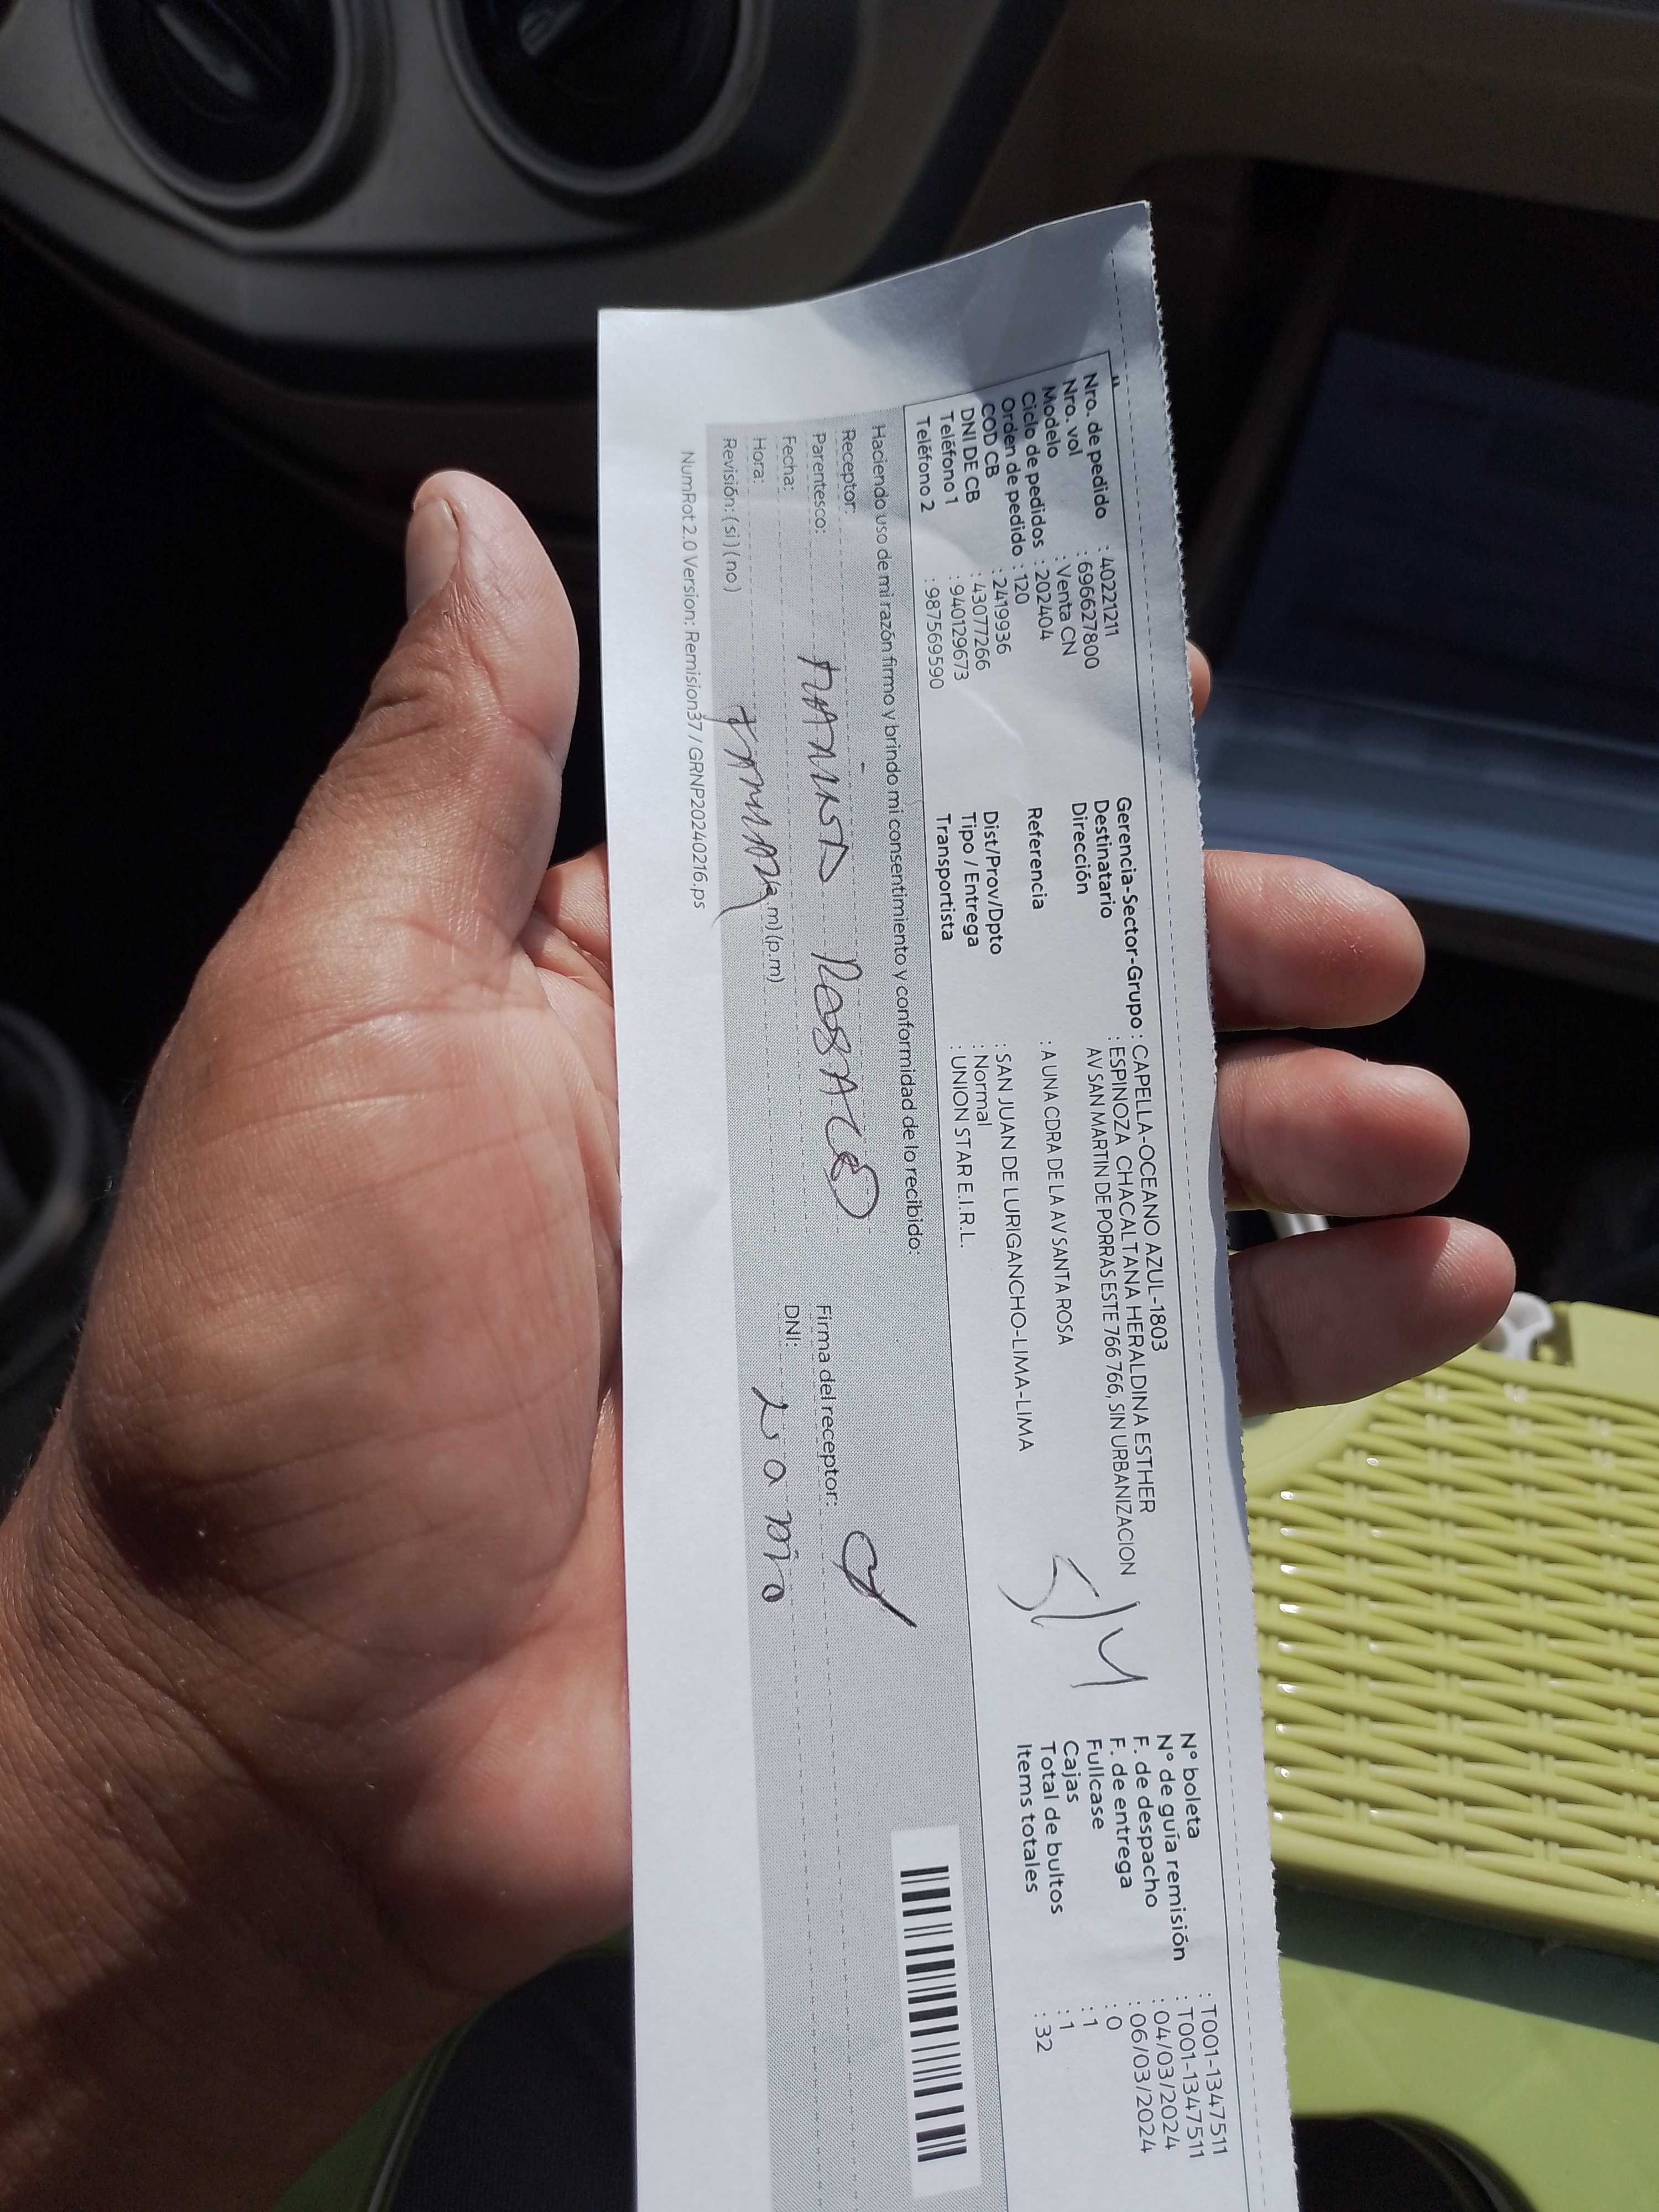 Nro. de pedido : 40221211
Nro. vol : 696627800
Modelo : Venta CN
Ciclo de pedidos : 202404
Orden de pedido : 120
COD CB : 2419936
DNI DE CB : 43077266
Teléfono 1 : 940129673
Teléfono 2 : 987569590
Gerencia-Sector-Grupo : CAPELLA-OCEANO AZUL-1803
Destinatario : ESPINOZA CHACALTANA HERALDINA ESTHER
Dirección AV SAN MARTIN DE PORRAS ESTE 766 766, SIN URBANIZACION
Referencia : A UNA CDRA DE LA AV SANTA ROSA
Dist/Prov/Dpto : SAN JUAN DE LURIGANCHO-LIMA-LIMA
Tipo / Entrega : Normal
Transportista : UNION STAR E.I.R.L.
N° boleta : T001-1347511
N° de guía remisión : T001-1347511
F. de despacho : 04/03/2024
F. de entrega : 06/03/2024
Fullcase : 0
Cajas : 1
Total de bultos : 1
Items totales : 32
Haciendo uso de mi razón firmo y brindo mi consentimiento y conformidad de lo recibido:
Receptor:
Parentesco:
Fecha:
Hora: m) (p.m)
Revisión: (si) (no)
Firma del receptor:
DNI:
NumRot 2.0 Version: Remision37 / GRNP20240216.ps